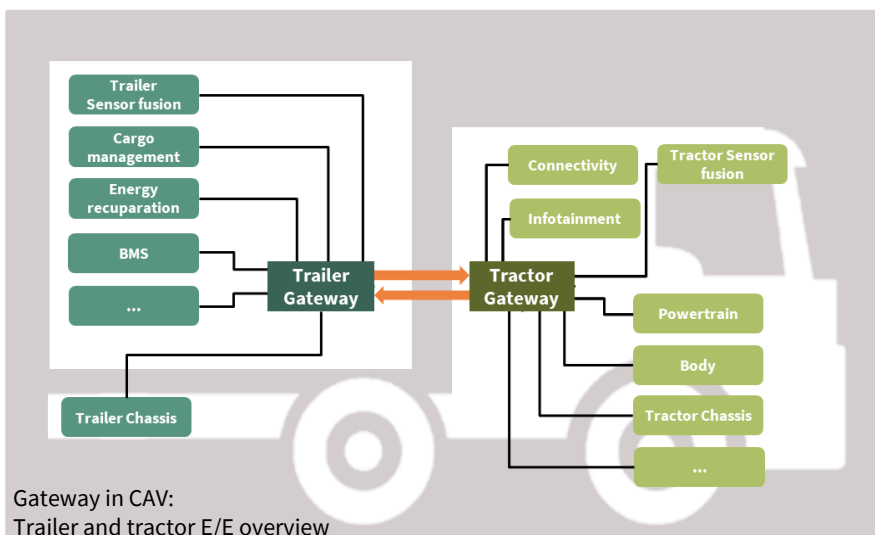 Trailer
Sensor fusion
Cargo
management
Energy
recuparation
BMS
...
Trailer
Gateway
Trailer Chassis
Connectivity
Tractor Sensor
fusion
Infotainment
Tractor
Gateway
Powertrain
Body
Tractor Chassis
...
Gateway in CAV:
Trailer and tractor E/E overview